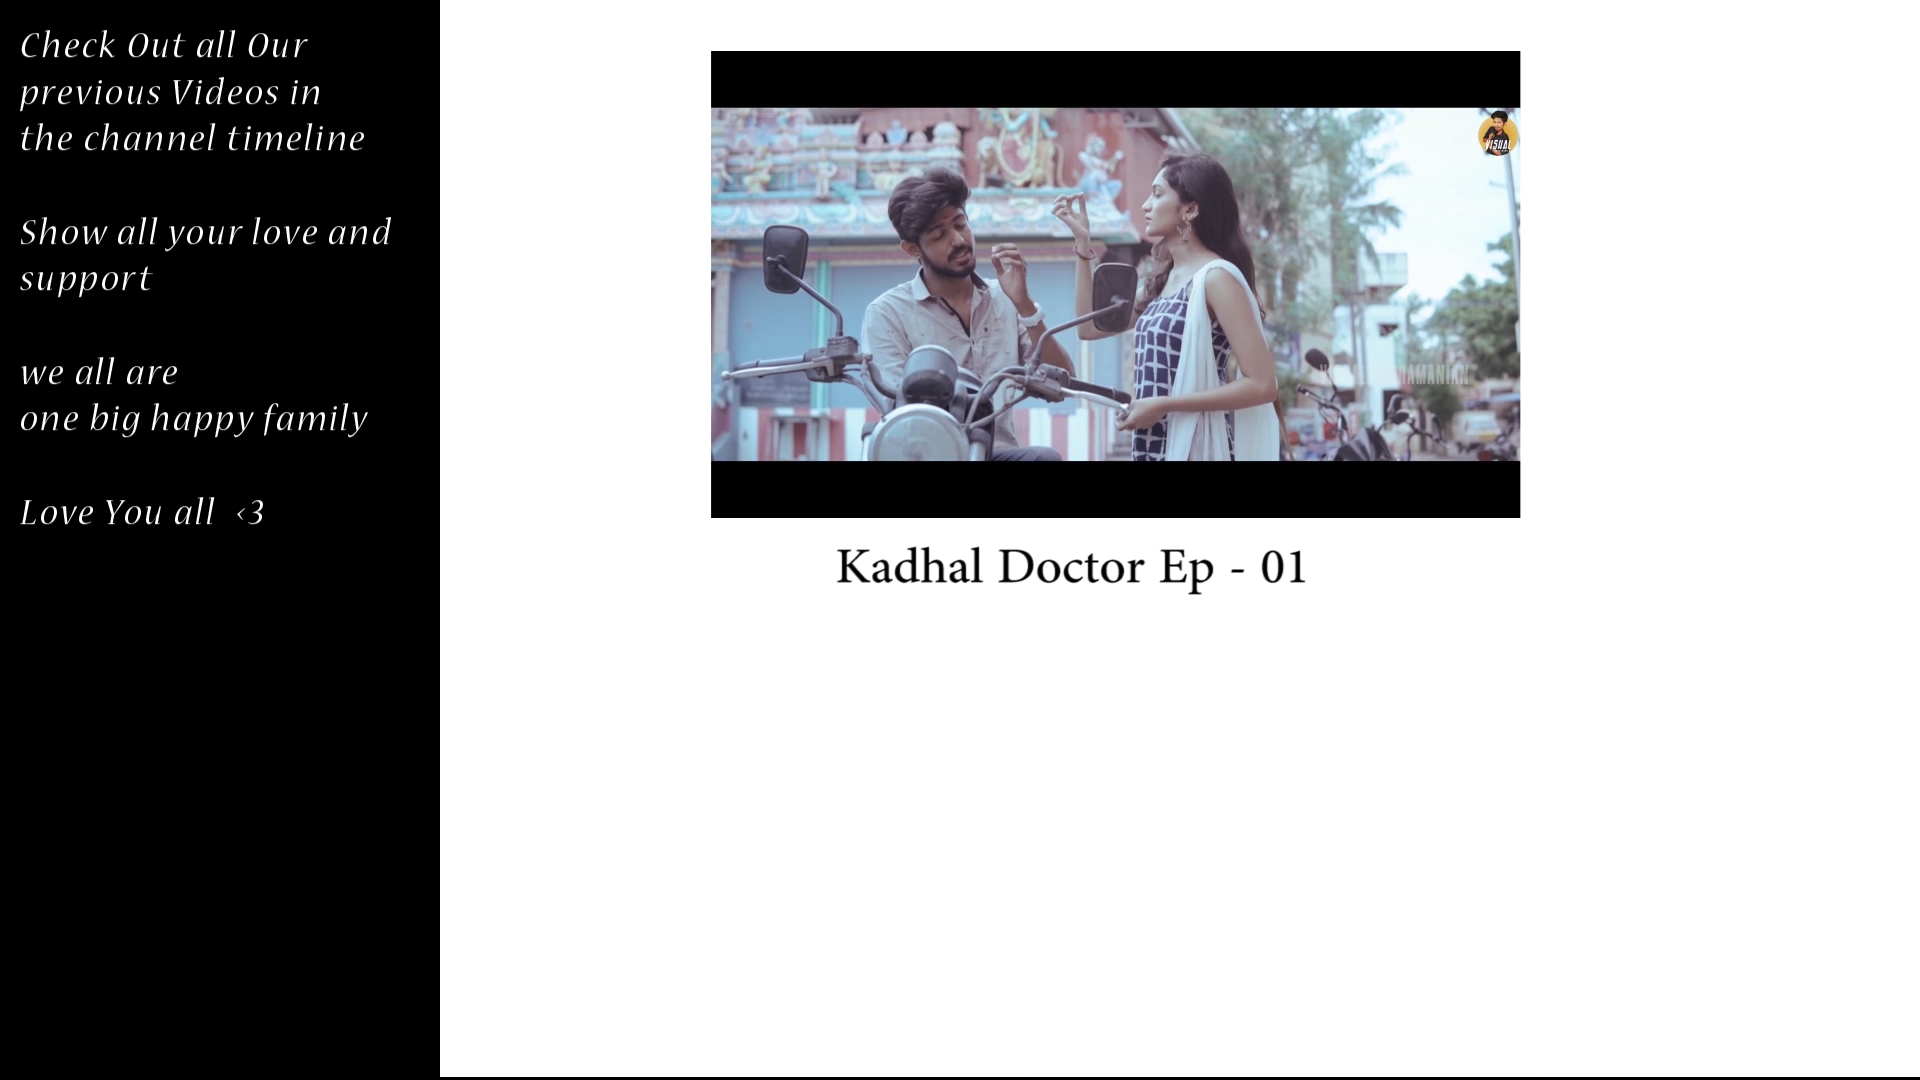 Check Out all Our
previous Videos in
the channel timeline
Show all your love and
support
we all are
one big happy family
Love You all <3
VISHAL
Kadhal Doctor Ep - 01